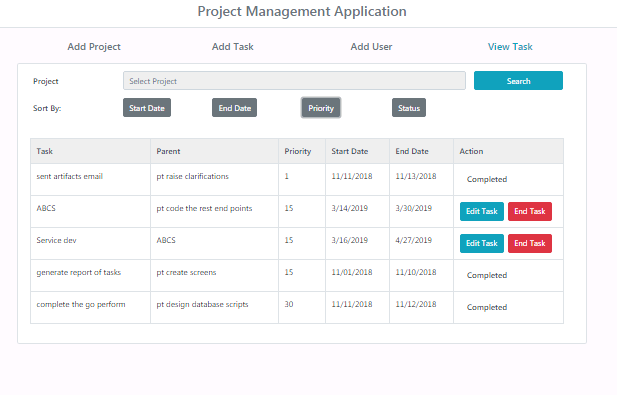 Project Management Application
Add Project Add Task Add User View Task
Project Select Project Search
Sort By: Start Date End Date Priority Status
Task Parent Priority Start Date End Date Action
sent artifacts email pt raise clarifications 1 11/11/2018 11/13/2018 Completed
ABCS pt code the rest end points 15 3/14/2019 3/30/2019 Edit Task End Task
Service dev ABCS 15 3/16/2019 4/27/2019 Edit Task End Task
generate report of tasks pt create screens 15 11/01/2018 11/10/2018 Completed
complete the go perform pt design database scripts 30 11/11/2018 11/12/2018 Completed